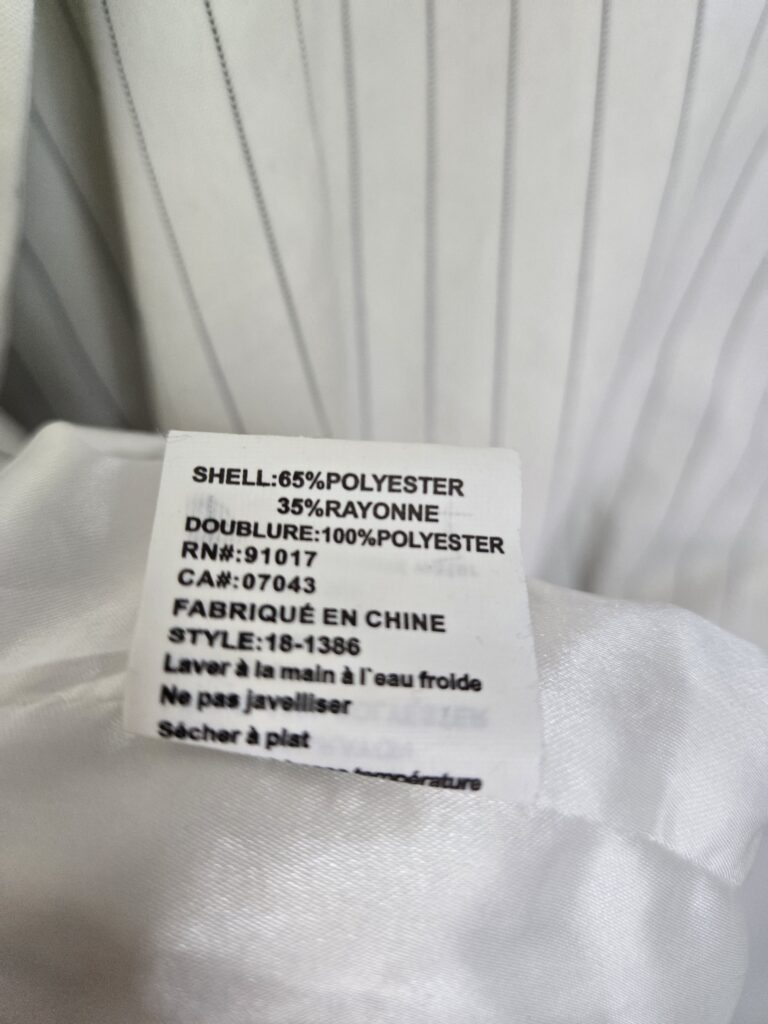 SHELL:65%POLYESTER
35%RAYONNE
DOUBLURE:100%POLYESTER
RN#:91017
CA#:07043
FABRIQUÉ EN CHINE
STYLE:18-1386
Laver à la main à l`eau froide
Ne pas javelliser
Sécher à plat
température